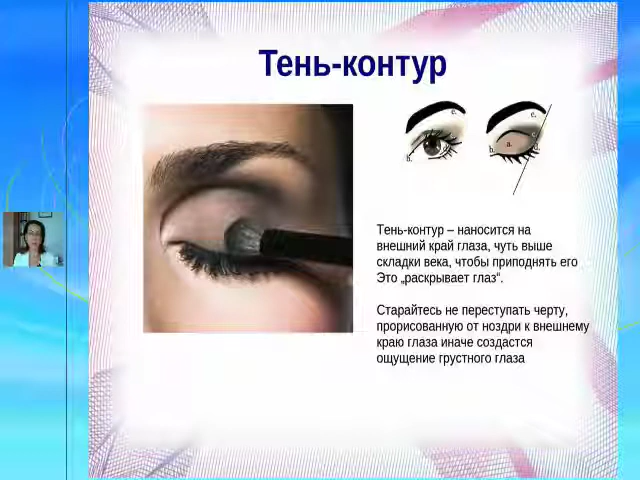 Тень-контур
e.
b.
e.
c.
a.
b.
d.
Тень-контур – наносится на
внешний край глаза, чуть выше
складки века, чтобы приподнять его
Это „раскрывает глаз“.
Старайтесь не переступать черту,
прорисованную от ноздри к внешнему
краю глаза иначе создастся
ощущение грустного глаза